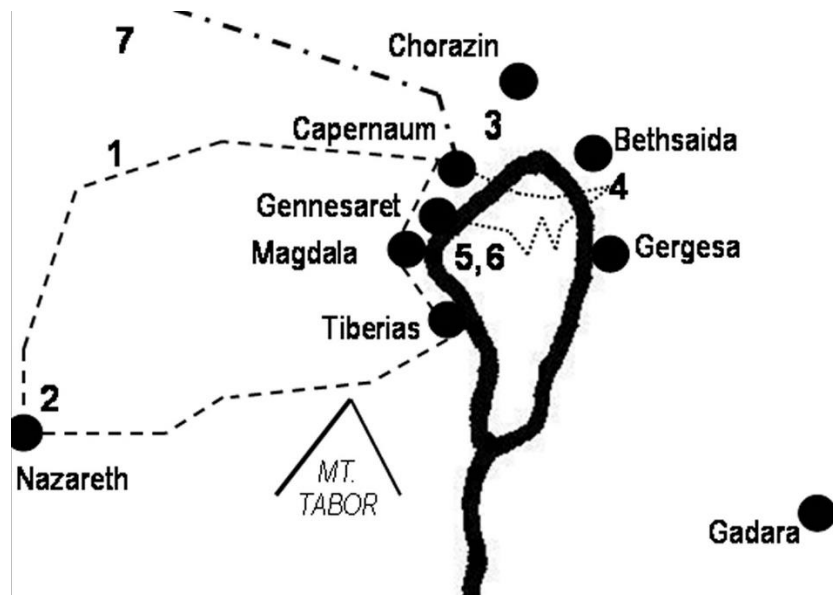 7
Chorazin
Capernaum
3
1
Bethsaida
4
Gennesaret
Magdala
5,6
Gergesa
Tiberias
2
Nazareth
MT.
TABOR
Gadara